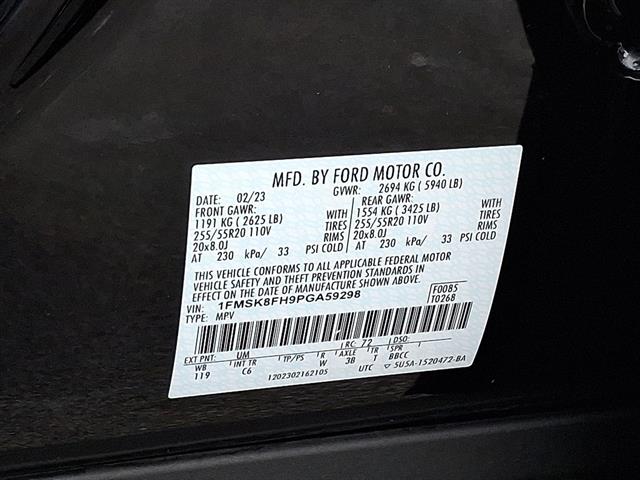 MFD. BY FORD MOTOR CO.
DATE: 02/23 GVWR: 2694 KG ( 5940 LB)
FRONT GAWR: REAR GAWR:
1191 KG ( 2625 LB) WITH 1554 KG ( 3425 LB) WITH
255/55R20 110V TIRES 255/55R20 110V TIRES
20x8.0J RIMS 20x8.0J RIMS
AT 230 kPa/ 33 PSI COLD AT 230 kPa/ 33 PSI COLD
THIS VEHICLE CONFORMS TO ALL APPLICABLE FEDERAL MOTOR
VEHICLE SAFETY AND THEFT PREVENTION STANDARDS IN
EFFECT ON THE DATE OF MANUFACTURE SHOWN ABOVE.
VIN: 1FMSK8FH9PGA59298 F0085
TYPE: MPV T0268
EXT PNT: UM RC: 72 DSO:
WB INT TR TP/PS R AXLE TR SPR
119 C6 W 3B T BBCC
1202302162105 UTC ▽ 5U5A-1520472-BA